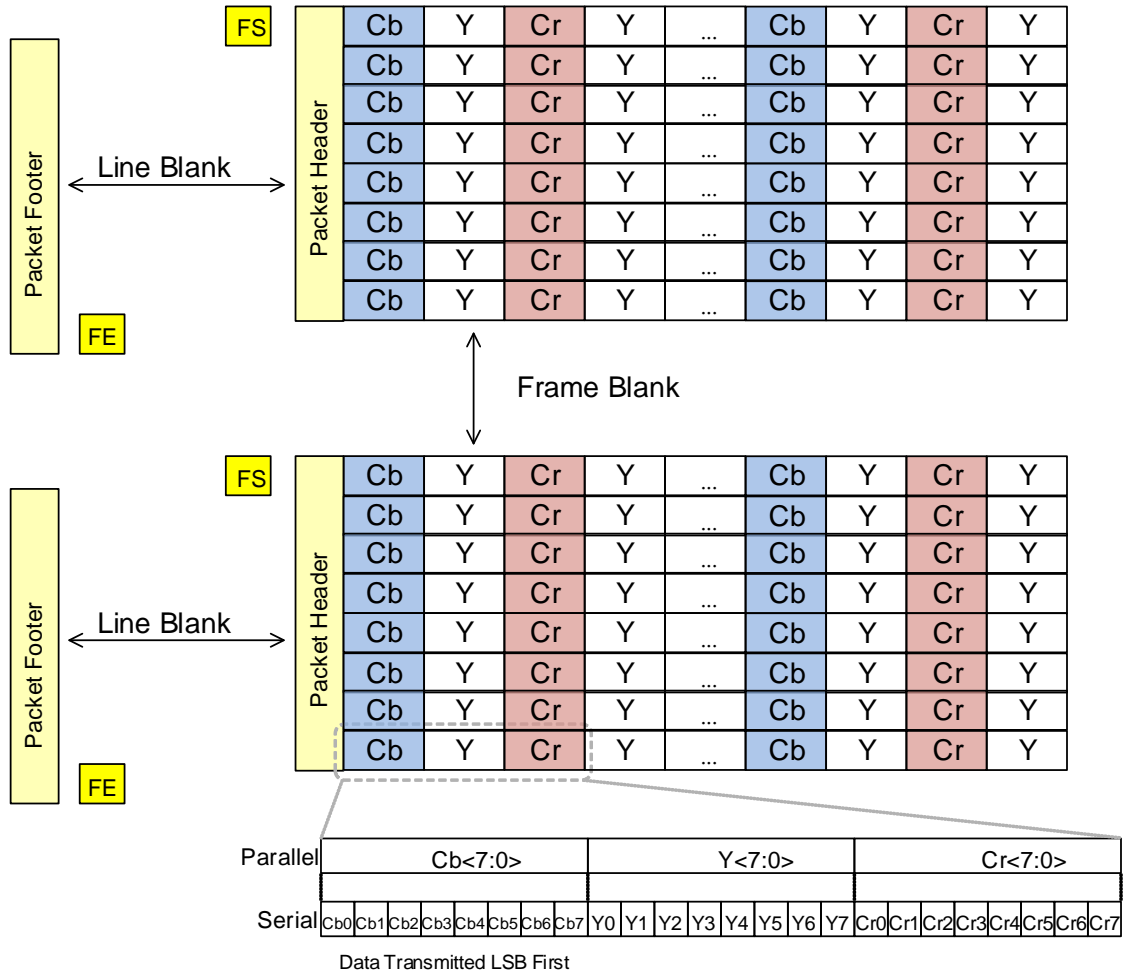 FS
Cb Y Cr Y ... Cb Y Cr Y
Cb Y Cr Y ... Cb Y Cr Y
Cb Y Cr Y ... Cb Y Cr Y
Cb Y Cr Y ... Cb Y Cr Y
Cb Y Cr Y ... Cb Y Cr Y
Cb Y Cr Y ... Cb Y Cr Y
Cb Y Cr Y ... Cb Y Cr Y
Cb Y Cr Y ... Cb Y Cr Y
Packet Footer
Line Blank
Packet Header
FE
Frame Blank
FS
Cb Y Cr Y ... Cb Y Cr Y
Cb Y Cr Y ... Cb Y Cr Y
Cb Y Cr Y ... Cb Y Cr Y
Cb Y Cr Y ... Cb Y Cr Y
Cb Y Cr Y ... Cb Y Cr Y
Cb Y Cr Y ... Cb Y Cr Y
Cb Y Cr Y ... Cb Y Cr Y
Cb Y Cr Y ... Cb Y Cr Y
Packet Footer
Line Blank
Packet Header
FE
Parallel Cb<7:0> Y<7:0> Cr<7:0>
Serial Cb0 Cb1 Cb2 Cb3 Cb4 Cb5 Cb6 Cb7 Y0 Y1 Y2 Y3 Y4 Y5 Y6 Y7 Cr0 Cr1 Cr2 Cr3 Cr4 Cr5 Cr6 Cr7
Data Transmitted LSB First